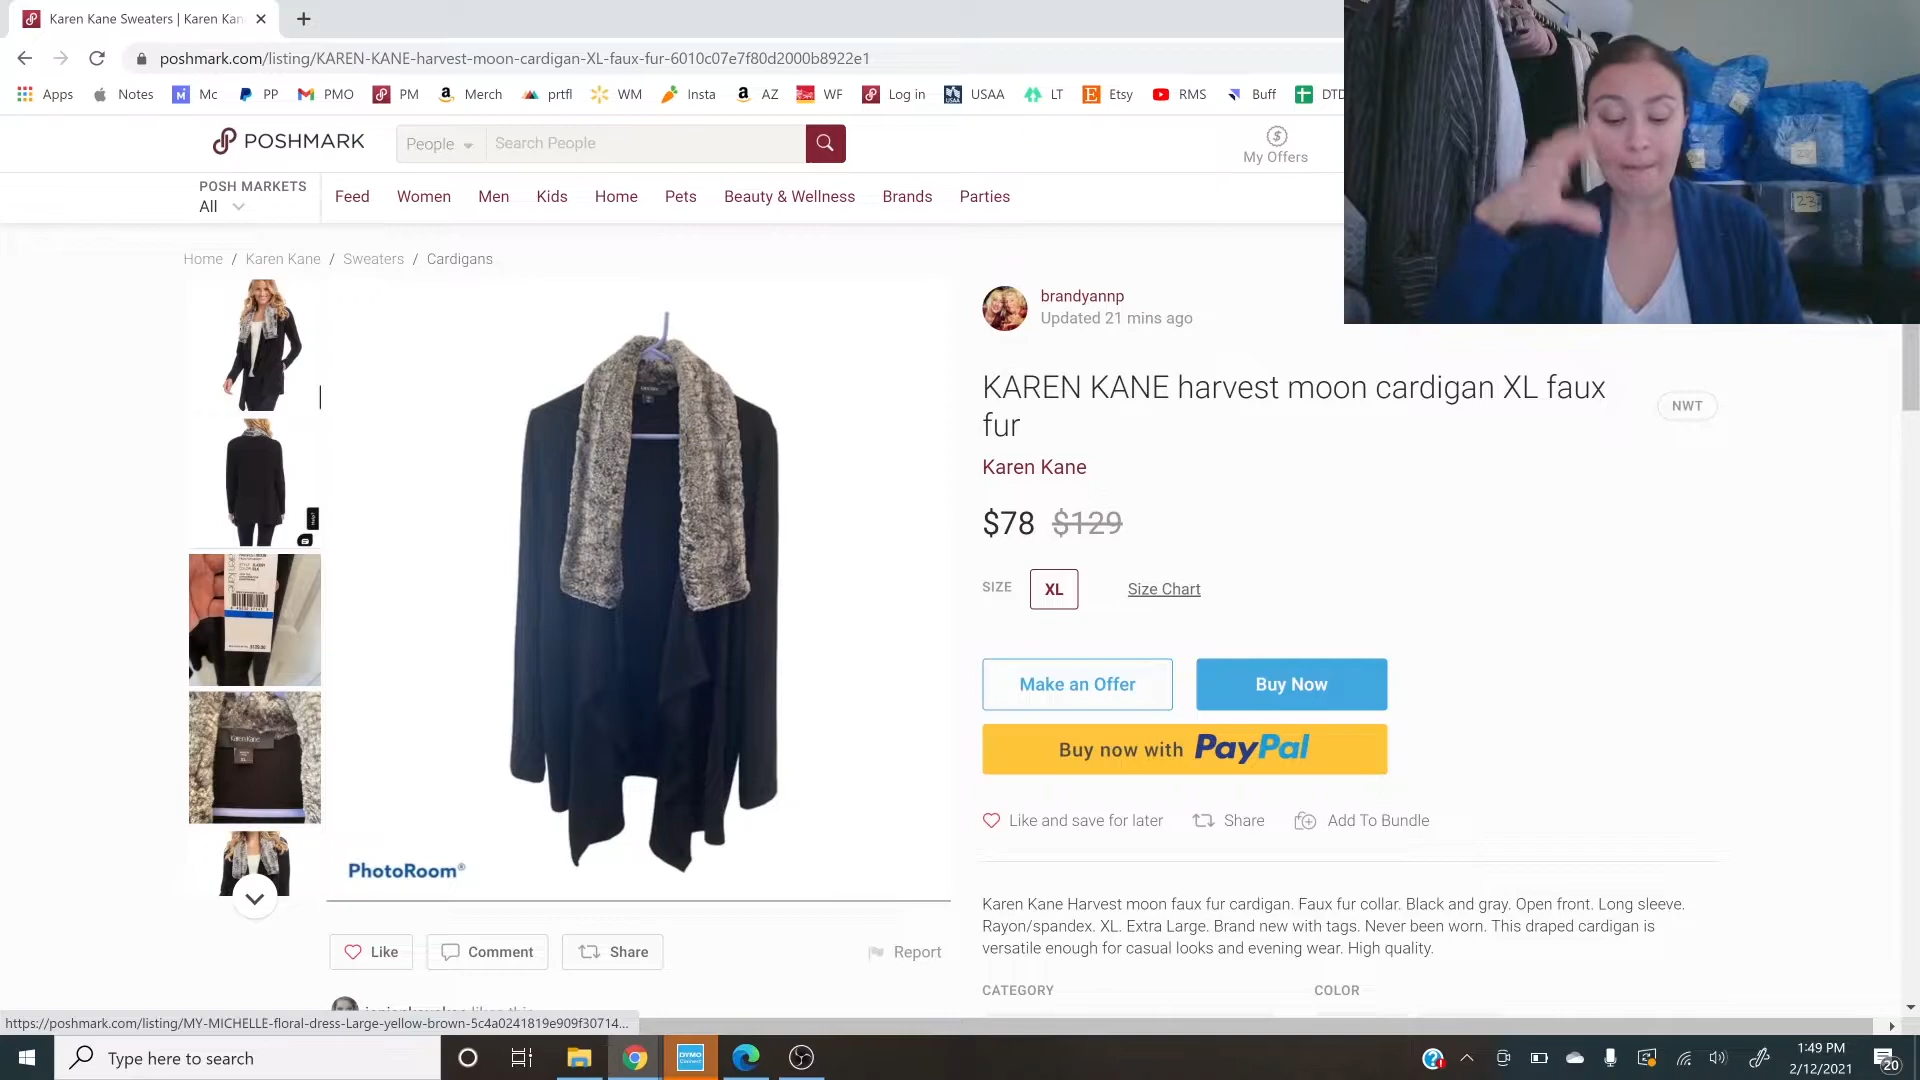 Karen Kane Sweaters | Karen Kan
poshmark.com/listing/KAREN-KANE-harvest-moon-cardigan-XL-faux-fur-6010c07e7f80d2000b8922e1
Apps Notes Mc PP PMO PM Merch prtfl WM Insta AZ WF Log in USAA LT Etsy RMS Buff DTD
POSHMARK
People
Search People
My Offers
POSH MARKETS
All
Feed Women Men Kids Home Pets Beauty & Wellness Brands Parties
Home / Karen Kane / Sweaters / Cardigans
brandyannp
Updated 21 mins ago
KAREN KANE harvest moon cardigan XL faux
fur
NWT
Karen Kane
$78 $129
SIZE XL Size Chart
Make an Offer
Buy Now
Buy now with PayPal
Like and save for later Share Add To Bundle
Karen Kane
PhotoRoom®
Karen Kane Harvest moon faux fur cardigan. Faux fur collar. Black and gray. Open front. Long sleeve.
Rayon/spandex. XL. Extra Large. Brand new with tags. Never been worn. This draped cardigan is
versatile enough for casual looks and evening wear. High quality.
Like Comment Share Report
CATEGORY COLOR
https://poshmark.com/listing/MY-MICHELLE-floral-dress-Large-yellow-brown-5c4a0241819e909f30714...
Type here to search
DYMO
1:49 PM
2/12/2021
20
23